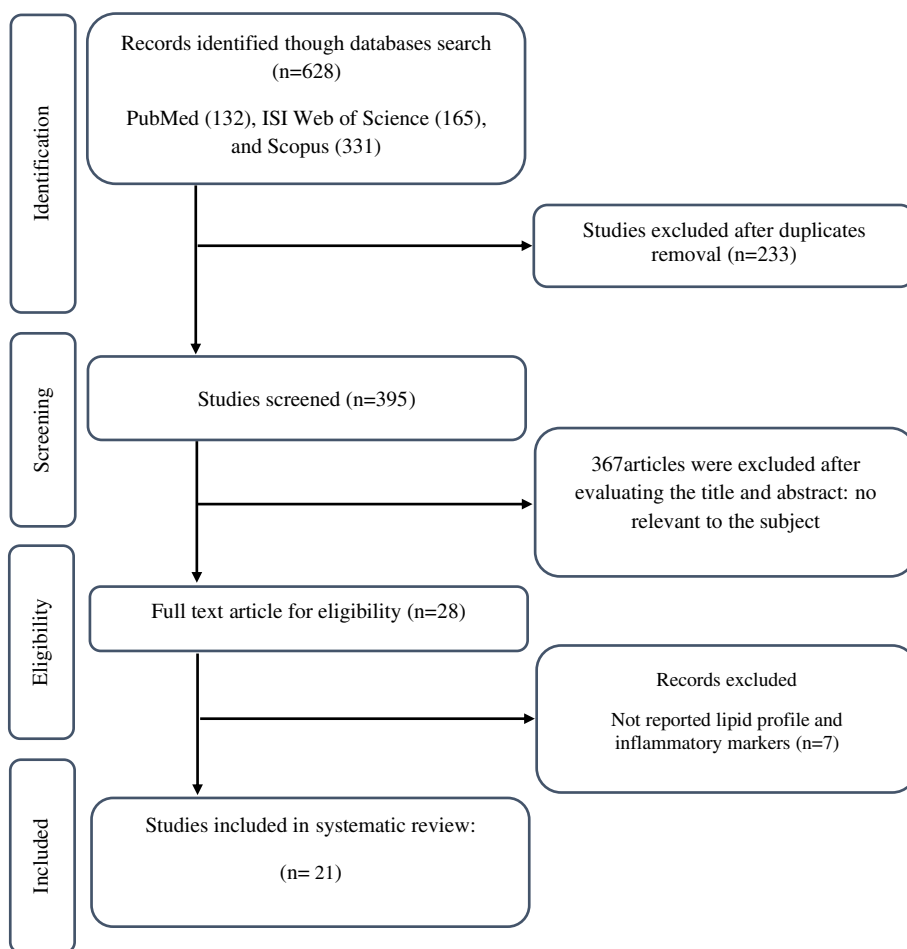 Identification
Records identified though databases search
(n=628)
PubMed (132), ISI Web of Science (165),
and Scopus (331)
Studies excluded after duplicates
removal (n=233)
Screening
Studies screened (n=395)
367articles were excluded after
evaluating the title and abstract: no
relevant to the subject
Eligibility
Full text article for eligibility (n=28)
Records excluded
Not reported lipid profile and
inflammatory markers (n=7)
Included
Studies included in systematic review:
(n= 21)